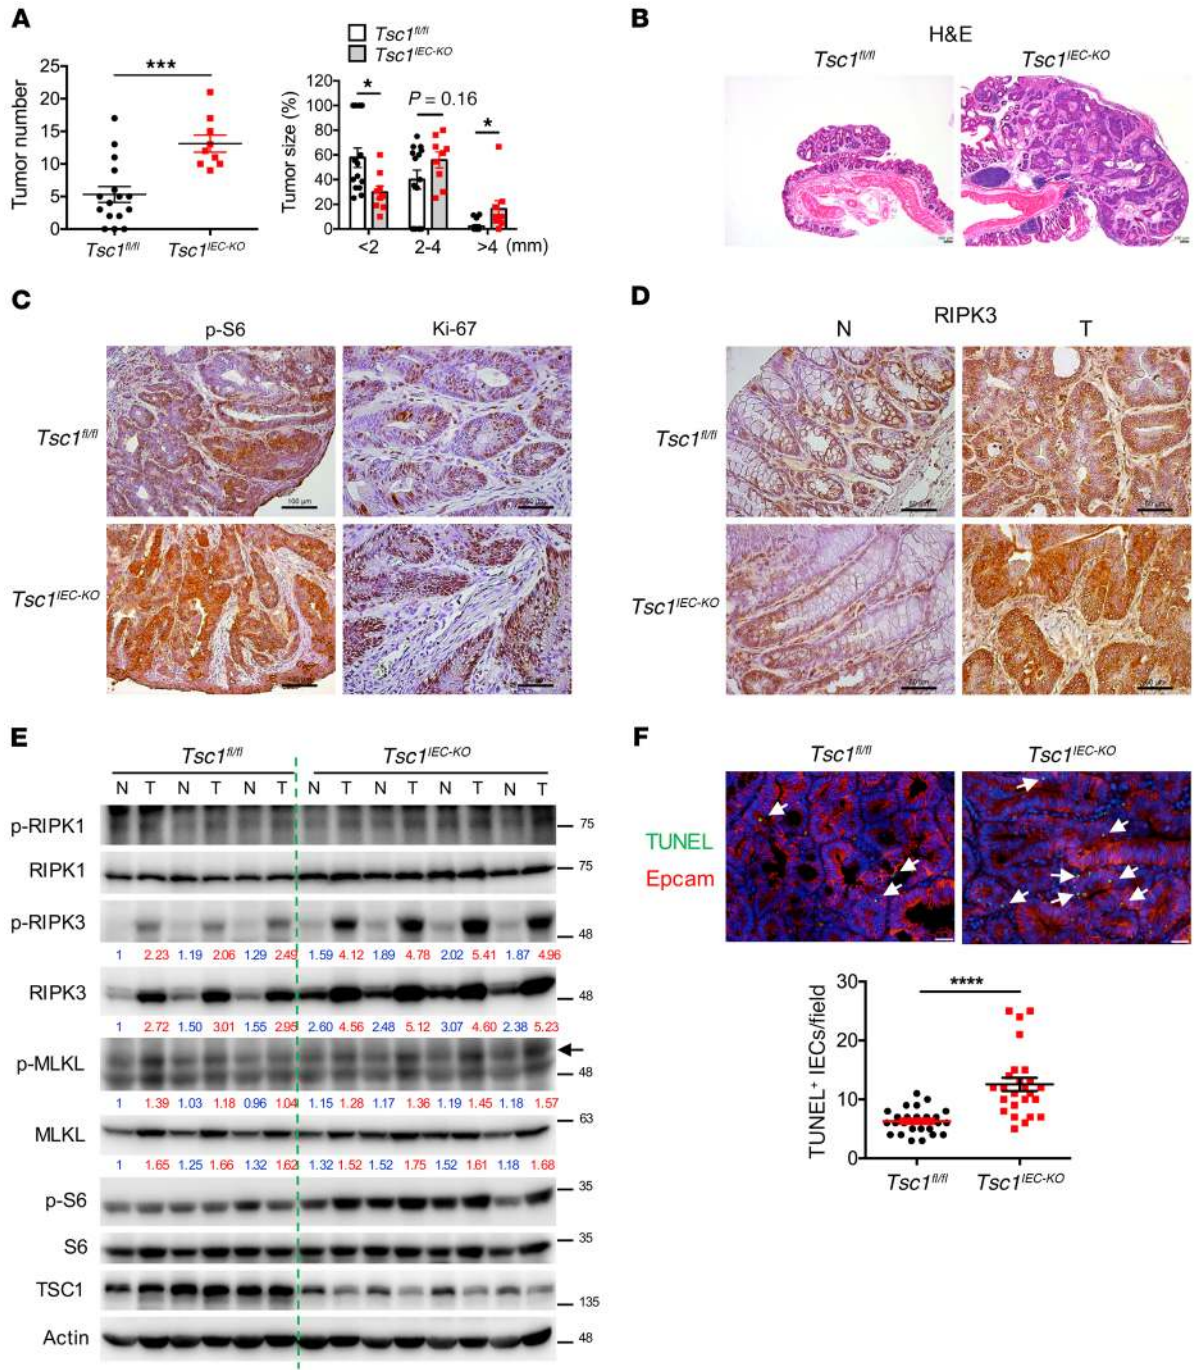 A
Tsc1fl/fl
Tsc1IEC-KO
Tumor number
25
20
15
10
5
0
***
Tsc1fl/fl
Tsc1IEC-KO
Tumor size (%)
120
100
80
60
40
20
0
*
P = 0.16
*
<2
2-4
>4 (mm)
B
H&E
Tsc1fl/fl
Tsc1IEC-KO
C
p-S6
Ki-67
Tsc1fl/fl
100 μm
Tsc1IEC-KO
D
RIPK3
N
T
Tsc1fl/fl
Tsc1IEC-KO
E
Tsc1fl/fl
Tsc1IEC-KO
N T N T N T N T N T N T N T
p-RIPK1
75
RIPK1
75
p-RIPK3
48
1 2.23 1.19 2.06 1.29 2.49 1.59 4.12 1.89 4.78 2.02 5.41 1.87 4.96
RIPK3
48
1 2.72 1.50 3.01 1.55 2.95 2.60 4.56 2.48 5.12 3.07 4.60 2.38 5.23
p-MLKL
48
1 1.39 1.03 1.18 0.96 1.04 1.15 1.28 1.17 1.36 1.19 1.45 1.18 1.57
MLKL
63
1 1.65 1.25 1.66 1.32 1.62 1.32 1.52 1.52 1.75 1.52 1.61 1.18 1.68
p-S6
35
S6
35
TSC1
135
Actin
48
F
Tsc1fl/fl
Tsc1IEC-KO
TUNEL
Epcam
TUNEL+ IECs/field
30
20
10
0
****
Tsc1fl/fl
Tsc1IEC-KO